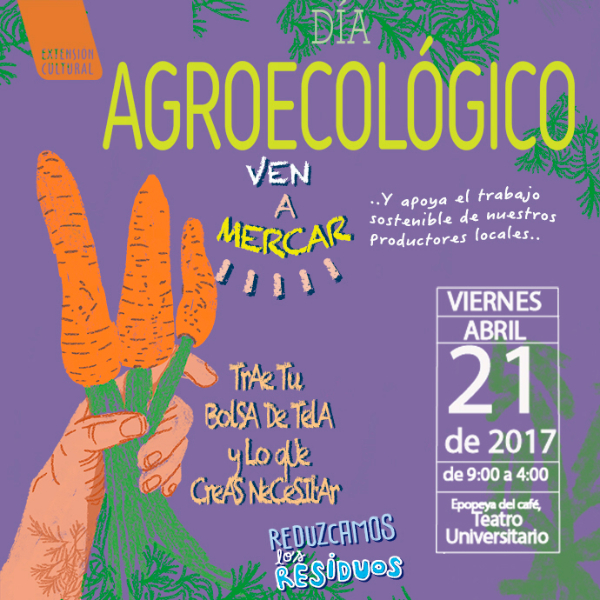 EXTENSIÓN
CULTURAL
DÍA
AGROECOLÓGICO
VEN
A
MERCAR
..Y apoya el trabajo
sostenible de nuestros
productores locales..
VIERNES
ABRIL
21
de 2017
de 9:00 a 4:00
Epopeya del café,
Teatro
Universitario
TrAe Tu
BolSA De TelA
y Lo que
CreAS NeCeSitAr
REDUZCAMOS
los
RESIDUOS